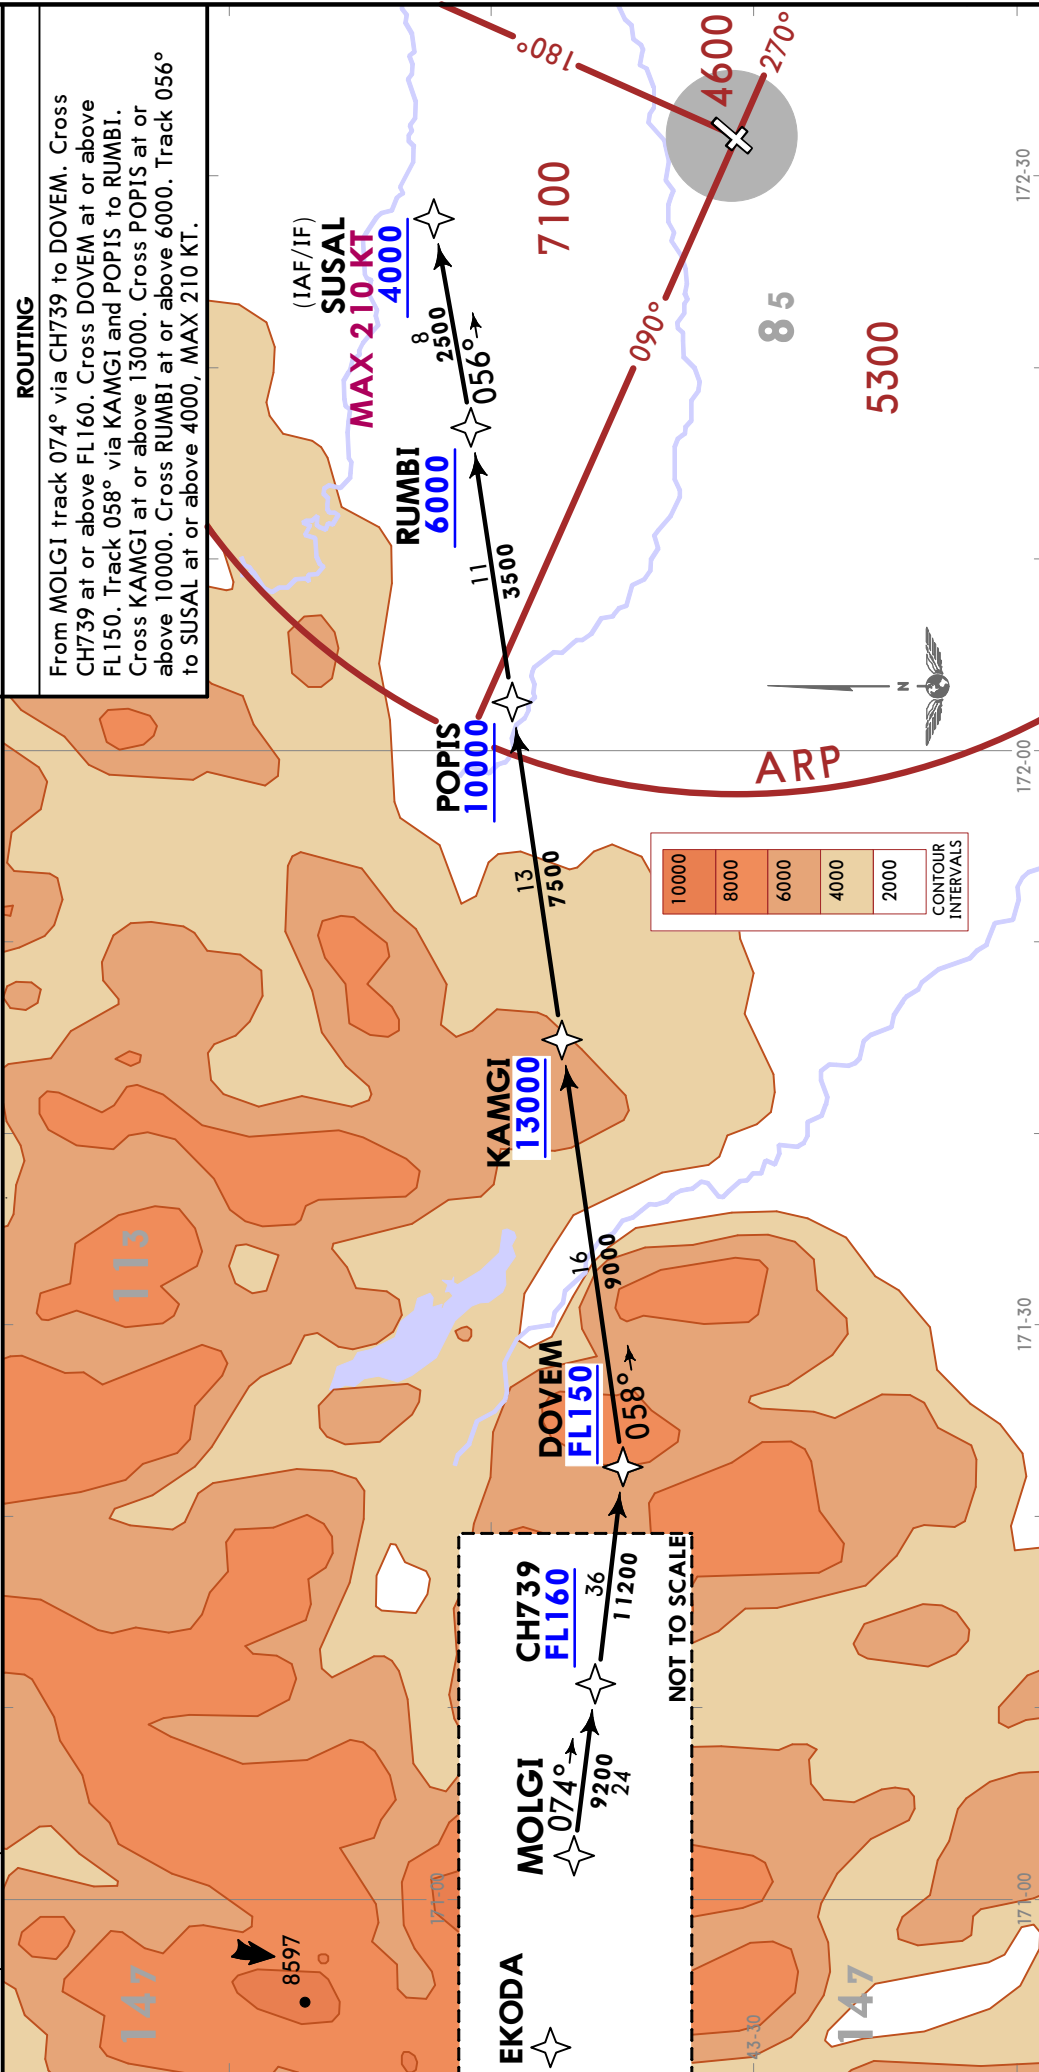 ROUTING
From MOLGI track 074° via CH739 to DOVEM. Cross
CH739 at or above FL160. Cross DOVEM at or above
FL150. Track 058° via KAMGI and POPIS to RUMBI.
Cross KAMGI at or above 13000. Cross POPIS at or
above 10000. Cross RUMBI at or above 6000. Track 056°
to SUSAL at or above 4000, MAX 210 KT.
147
8597
113
171-00
EKODA
MOLGI
074°
9200
24
CH739
FL160
36
11200
NOT TO SCALE
DOVEM
FL150
058°
16
9000
KAMGI
13000
13
7500
POPIS
10000
11
3500
RUMBI
6000
8
2500
056°
(IAF/IF)
SUSAL
MAX 210 KT
4000
180°
270°
090°
4600
7100
5300
85
ARP
N
10000
8000
6000
4000
2000
CONTOUR
INTERVALS
43-30
147
171-00
171-30
172-00
172-30